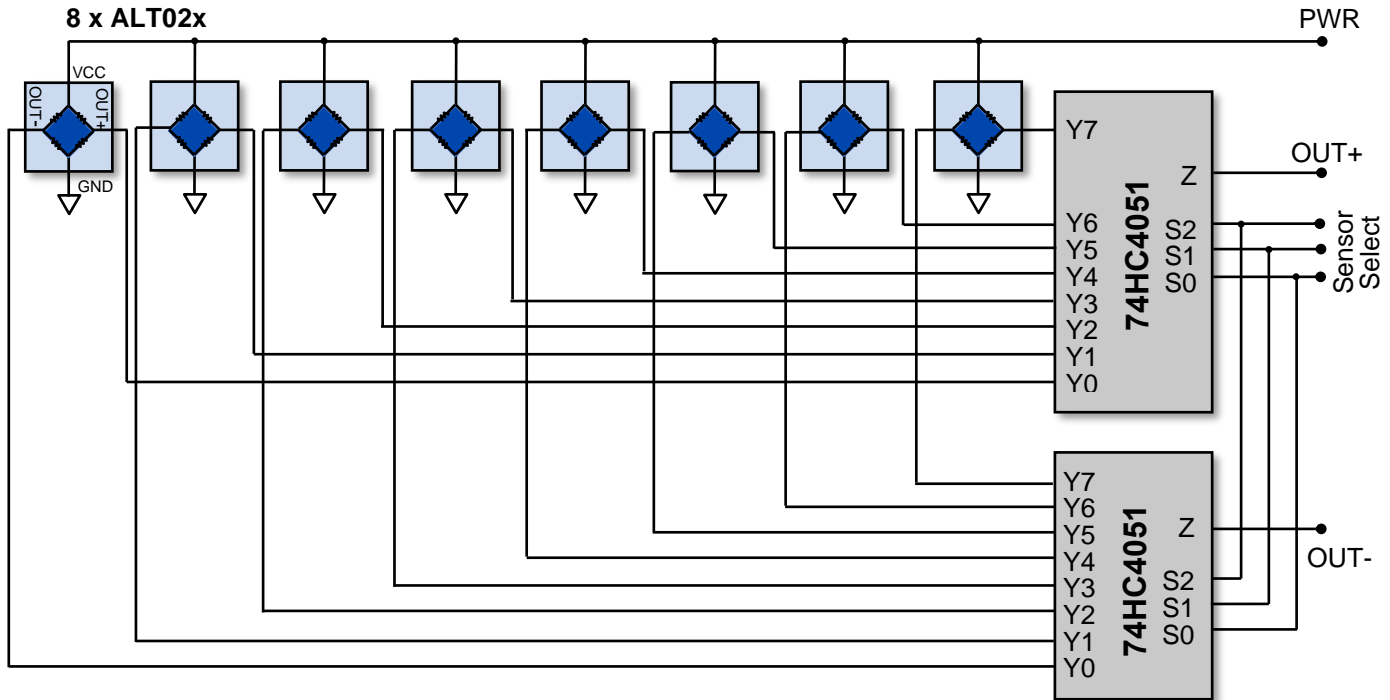 8 x ALT02x
PWR
VCC
OUT-
OUT+
GND
Y7
Z
OUT+
Y6
Y5
Y4
Y3
Y2
Y1
Y0
74HC4051
S2
S1
S0
Sensor
Select
Y7
Y6
Y5
Y4
Y3
Y2
Y1
Y0
74HC4051
Z
OUT-
S2
S1
S0